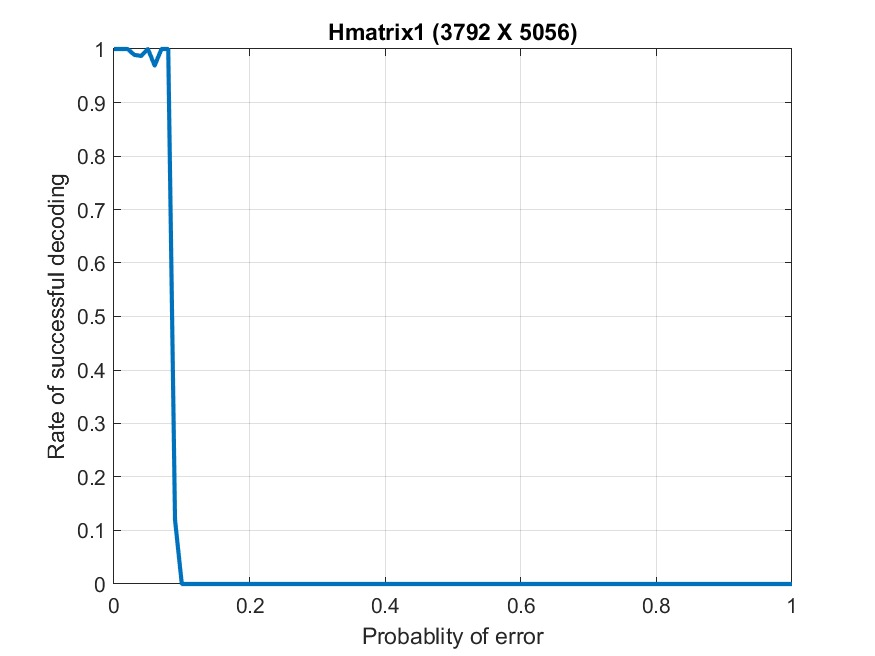 Hmatrix1 (3792 X 5056)
1
0.9
0.8
0.7
0.6
0.5
0.4
0.3
0.2
0.1
0
Rate of successful decoding
0 0.2 0.4 0.6 0.8 1
Probablity of error